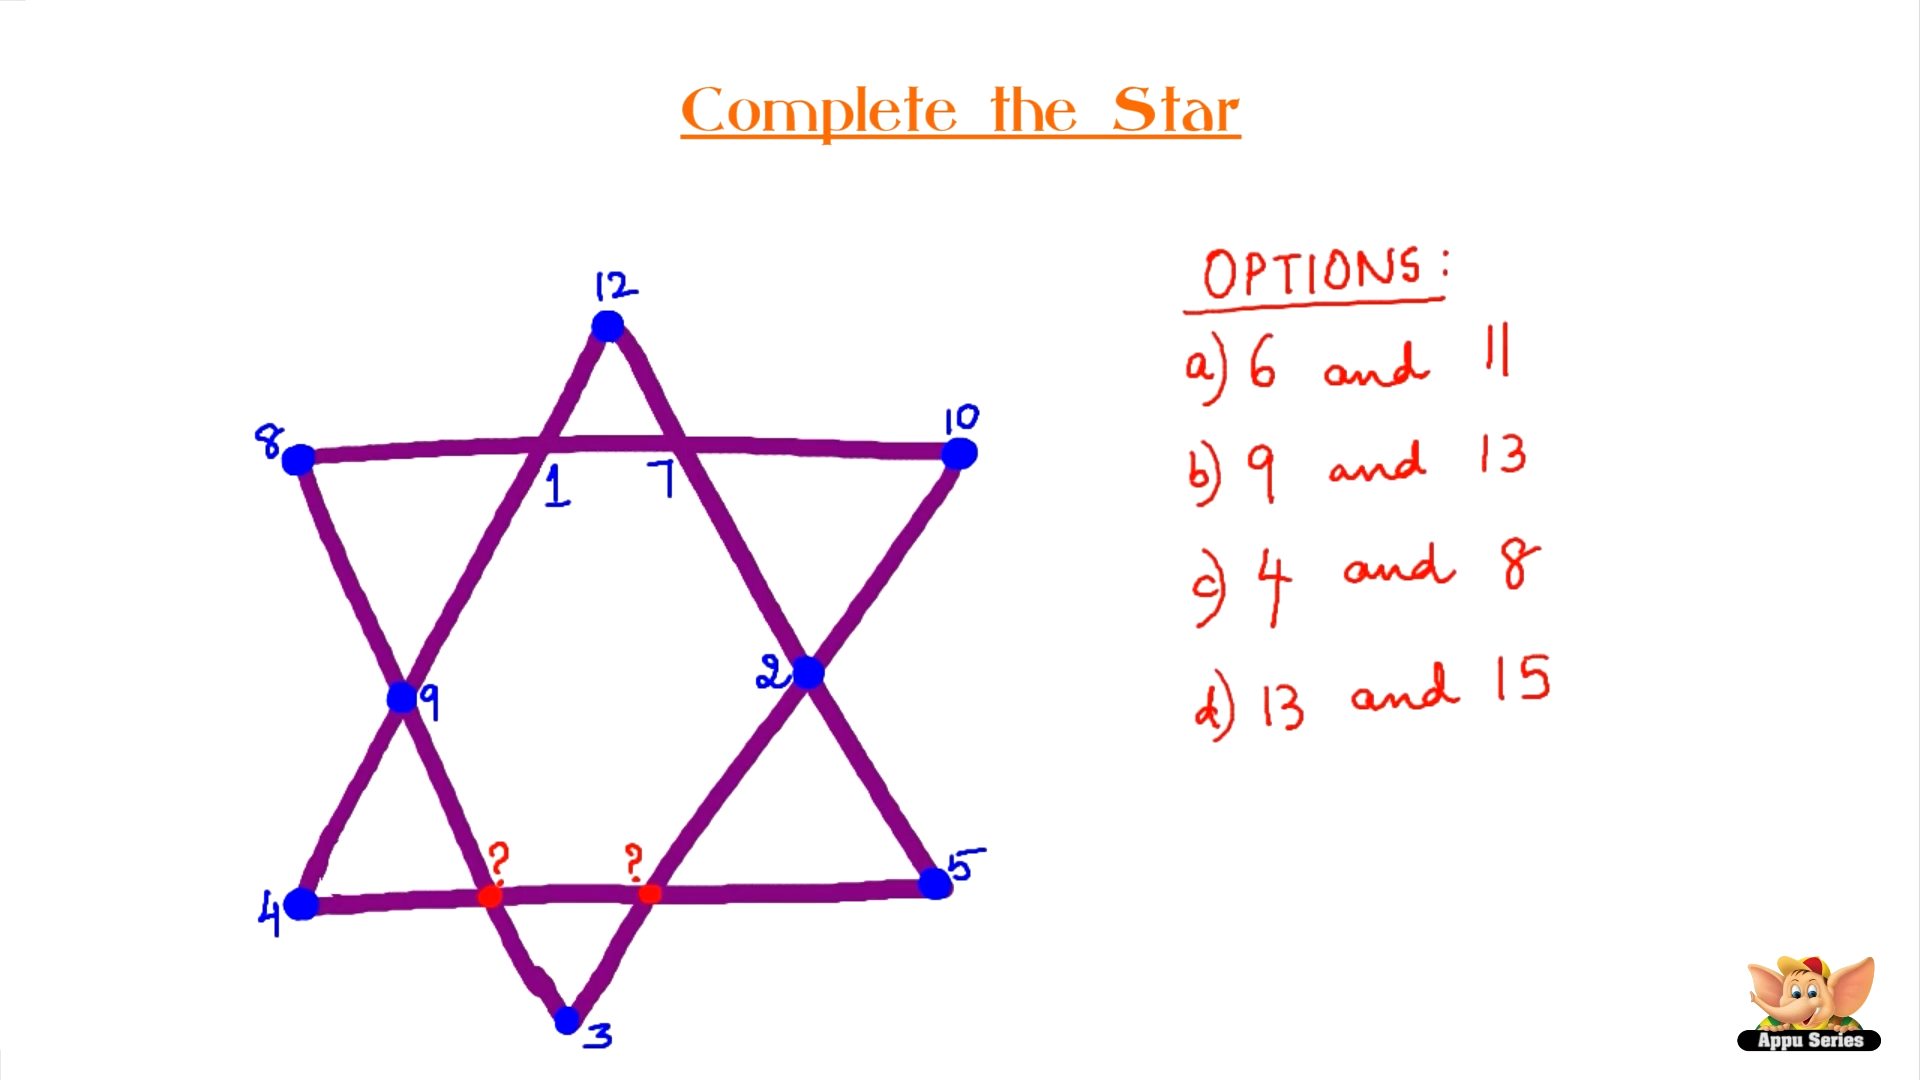 Complete the Star
12
8
10
1
7
9
2
?
?
4
5
3
OPTIONS:
a) 6 and 11
b) 9 and 13
c) 4 and 8
d) 13 and 15
Appu Series